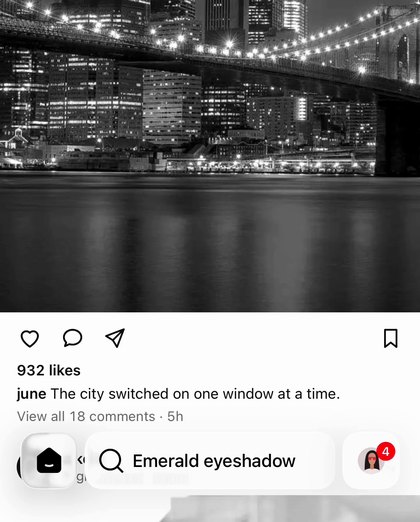 932 likes
june The city switched on one window at a time.
View all 18 comments · 5h
Emerald eyeshadow
4